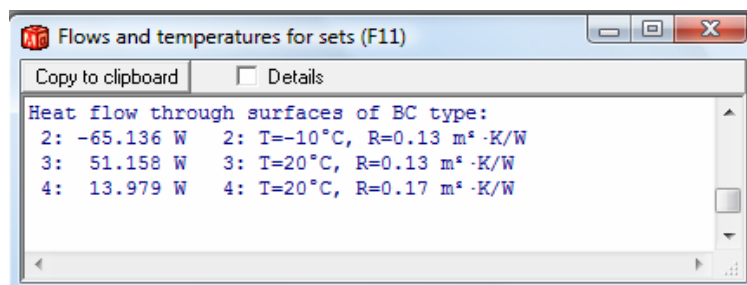 Flows and temperatures for sets (F11)
Copy to clipboard Details
Heat flow through surfaces of BC type:
2: -65.136 W 2: T=-10°C, R=0.13 m²·K/W
3: 51.158 W 3: T=20°C, R=0.13 m²·K/W
4: 13.979 W 4: T=20°C, R=0.17 m²·K/W